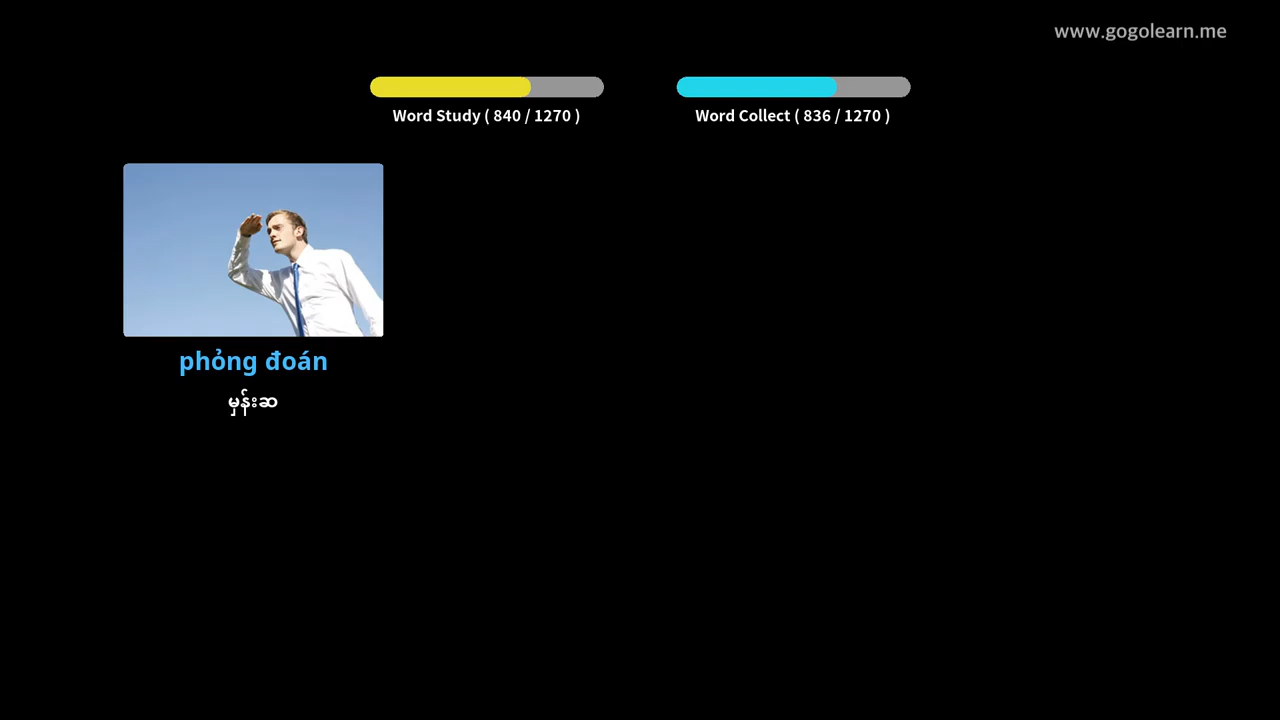 www.gogolearn.me
Word Study ( 840 / 1270 )
Word Collect ( 836 / 1270 )
phỏng đoán
မှန်းဆ